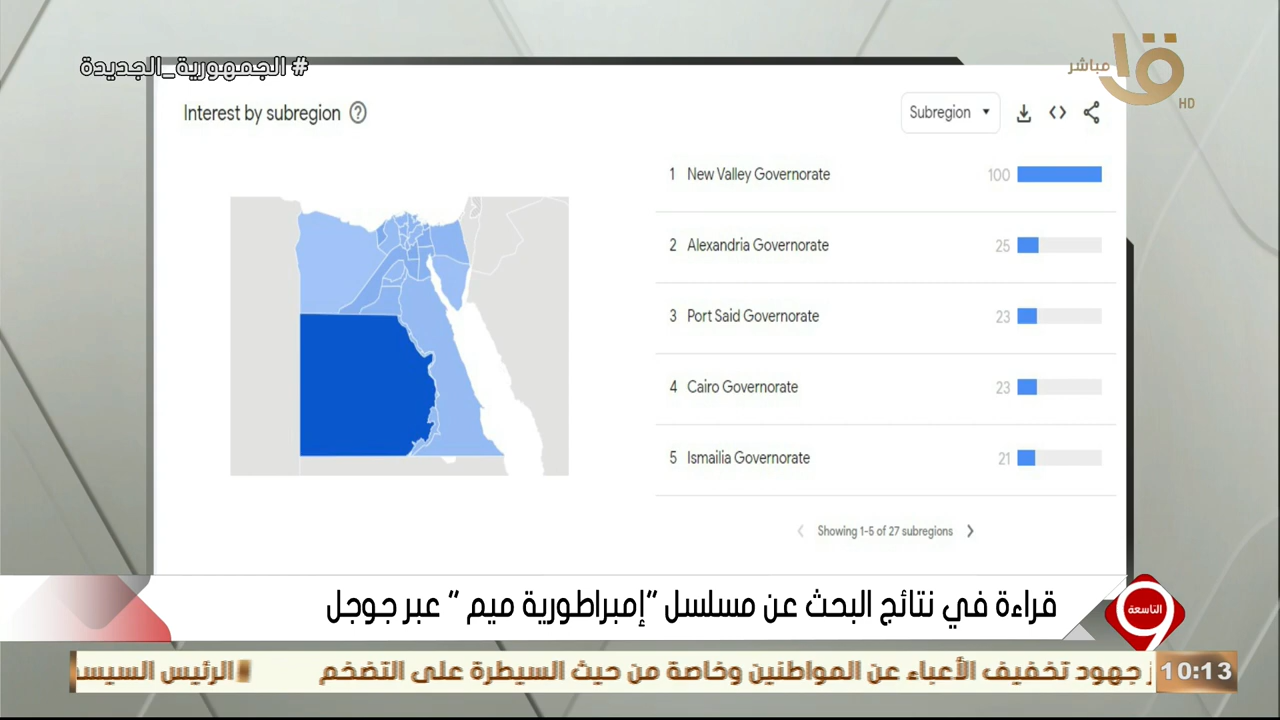 #الجمهورية_الجديدة
مباشر
HD
Interest by subregion ?
Subregion
1 New Valley Governorate 100
2 Alexandria Governorate 25
3 Port Said Governorate 23
4 Cairo Governorate 23
5 Ismailia Governorate 21
Showing 1-5 of 27 subregions
قراءة في نتائج البحث عن مسلسل "إمبراطورية ميم" عبر جوجل
التاسعة
9
جهود تخفيف الأعباء عن المواطنين وخاصة من حيث السيطرة على التضخم
الرئيس
10:13